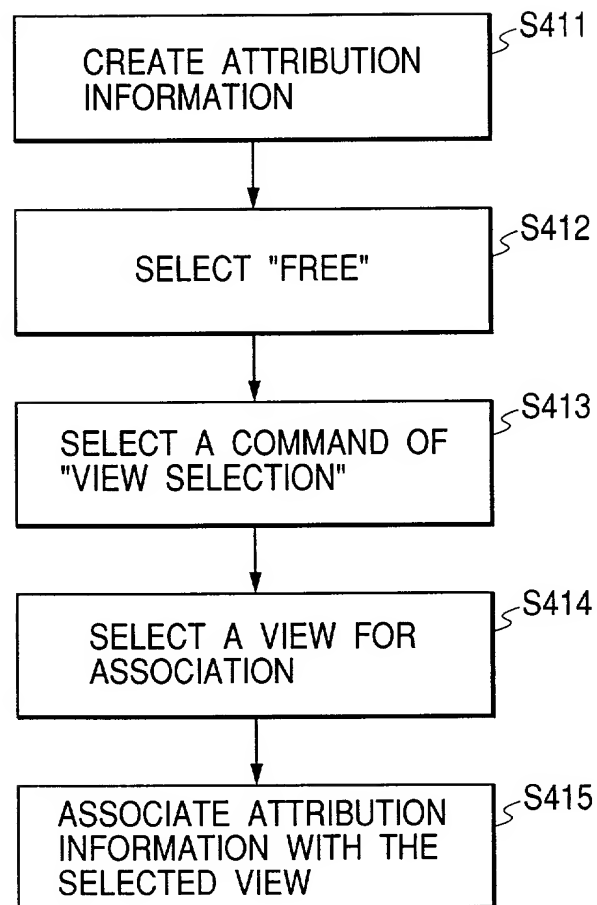 S411
CREATE ATTRIBUTION
INFORMATION
S412
SELECT "FREE"
S413
SELECT A COMMAND OF
"VIEW SELECTION"
S414
SELECT A VIEW FOR
ASSOCIATION
S415
ASSOCIATE ATTRIBUTION
INFORMATION WITH THE
SELECTED VIEW